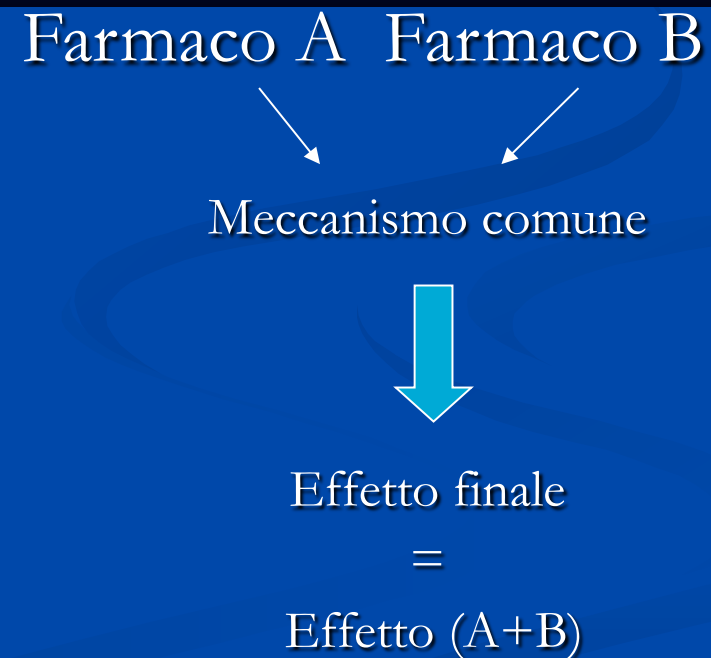 Farmaco A Farmaco B
Meccanismo comune
Effetto finale
=
Effetto (A+B)